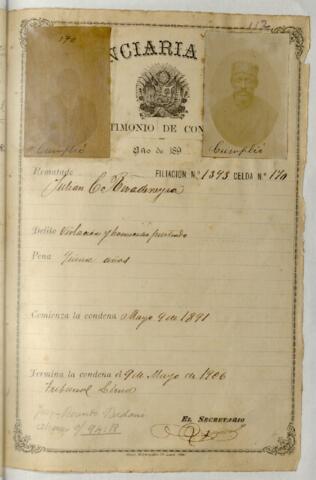 170
NCIARIA
TIMONIO DE CON
Año de 189
Cumplió
Cumplió
Rematado Julian C. Rivadeneyra FILIACION N.º 1393 CELDA N.º 170
Delito Violacion y homicidio frustrado
Pena Quince años
Comienza la condena Mayo 9 de 1891
Termina la condena el 9 de Mayo de 1906
Tribunal Lima
EL SECRETARIO